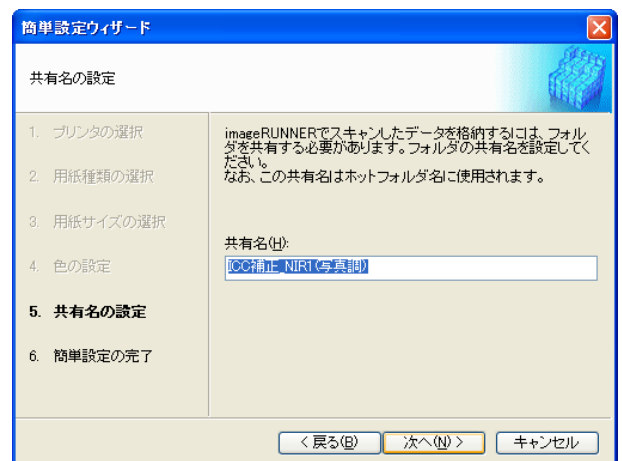 簡単設定ウィザード
共有名の設定
1. プリンタの選択
2. 用紙種類の選択
3. 用紙サイズの選択
4. 色の設定
5. 共有名の設定
6. 簡単設定の完了
imageRUNNERでスキャンしたデータを格納するには、フォル
ダを共有する必要があります。フォルダの共有名を設定してく
ださい。
なお、この共有名はホットフォルダ名に使用されます。
共有名(H):
ICC補正_NIR1(写真調)
< 戻る(B)
次へ(N) >
キャンセル